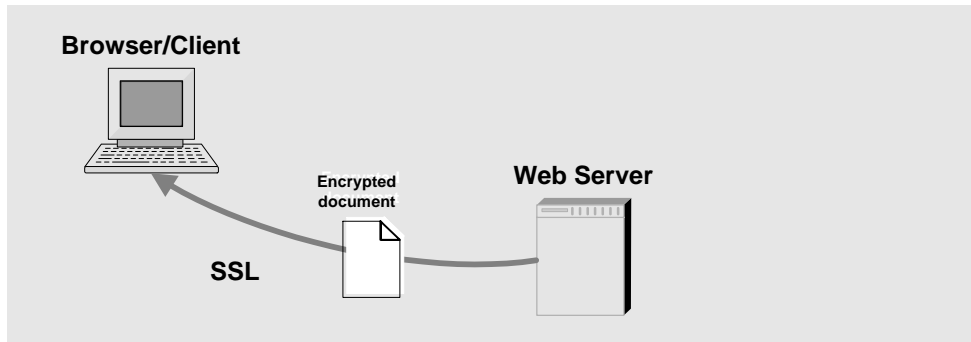 Browser/Client
Encrypted
document
Web Server
SSL